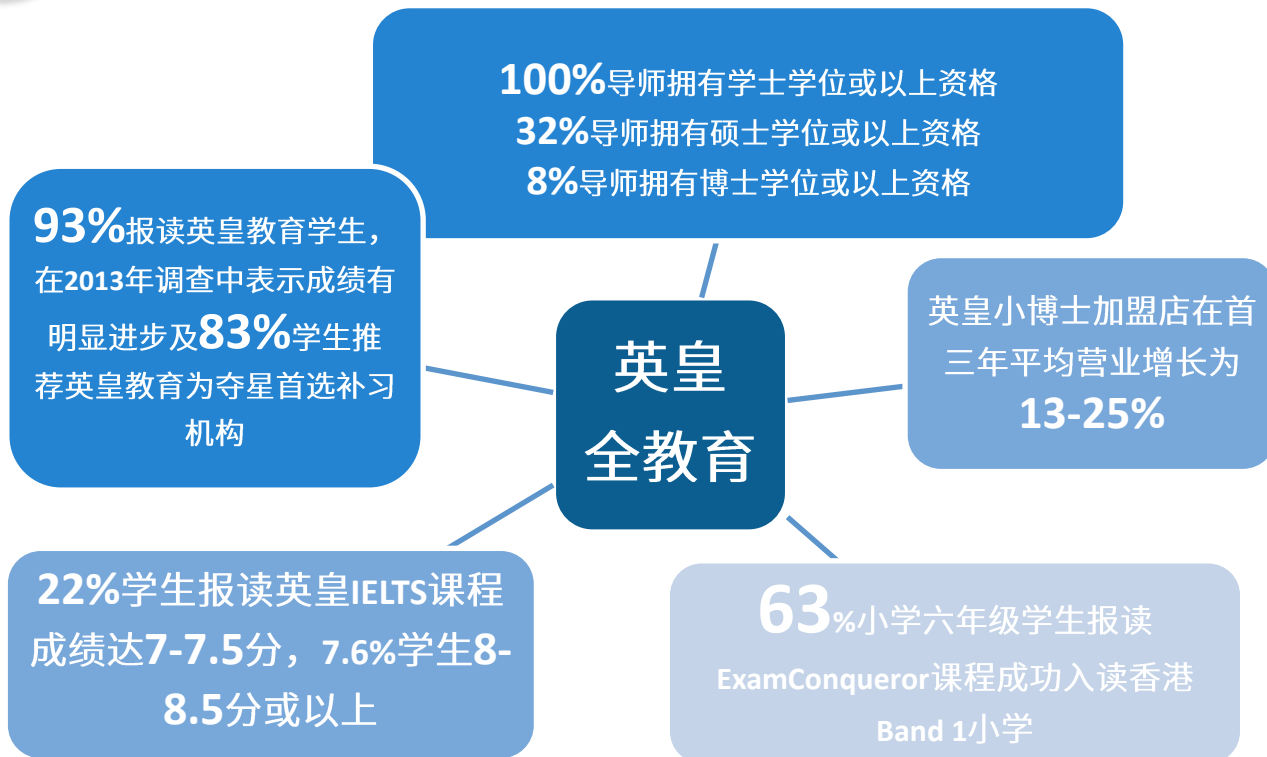 100%导师拥有学士学位或以上资格
32%导师拥有硕士学位或以上资格
8%导师拥有博士学位或以上资格
93%报读英皇教育学生，
在2013年调查中表示成绩有
明显进步及83%学生推
荐英皇教育为夺星首选补习
机构
英皇
全教育
英皇小博士加盟店在首
三年平均营业增长为
13-25%
22%学生报读英皇IELTS课程
成绩达7-7.5分，7.6%学生8-
8.5分或以上
63%小学六年级学生报读
ExamConqueror课程成功入读香港
Band 1小学